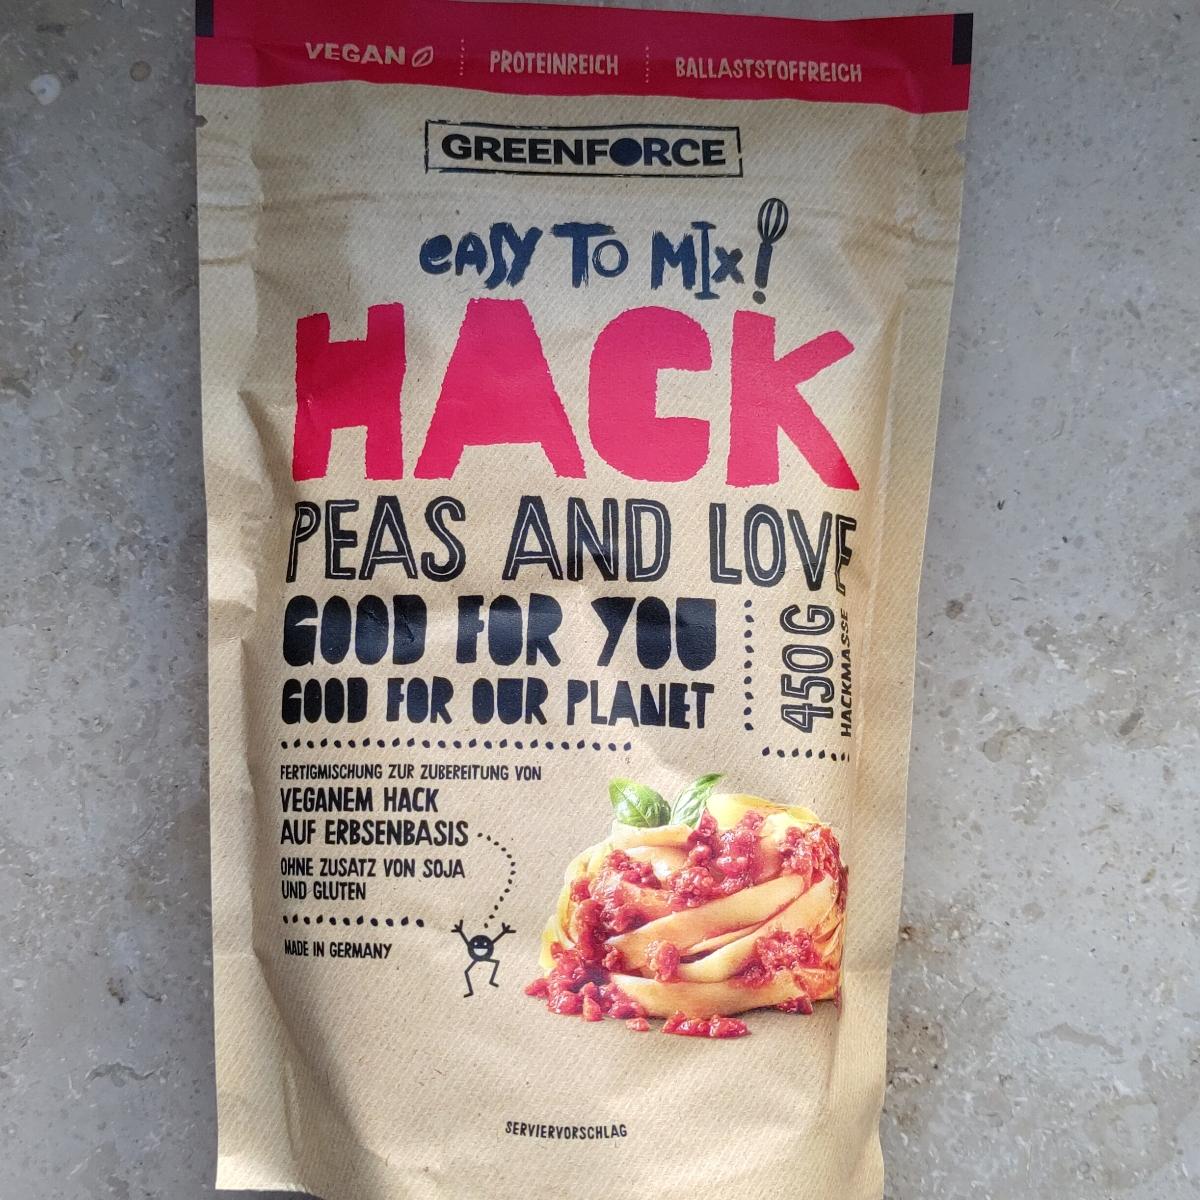 VEGAN
PROTEINREICH
BALLASTSTOFFREICH
GREENFORCE
EASY TO MIX!
HACK
PEAS AND LOVE
GOOD FOR YOU
GOOD FOR OUR PLANET
450 G
HACKMASSE
FERTIGMISCHUNG ZUR ZUBEREITUNG VON
VEGANEM HACK
AUF ERBSENBASIS
OHNE ZUSATZ VON SOJA
UND GLUTEN
MADE IN GERMANY
SERVIERVORSCHLAG